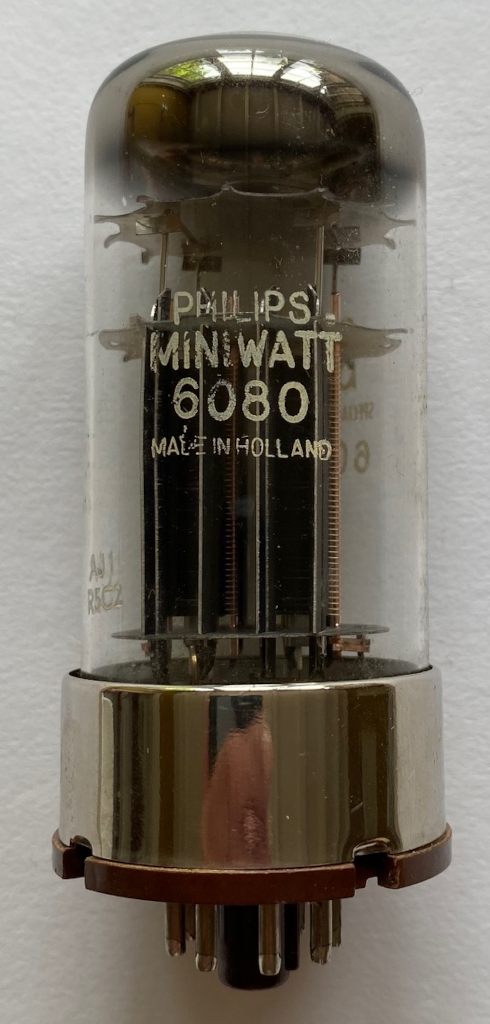 PHILIPS
MINIWATT
6080
MADE IN HOLLAND
AJ1
R5C2